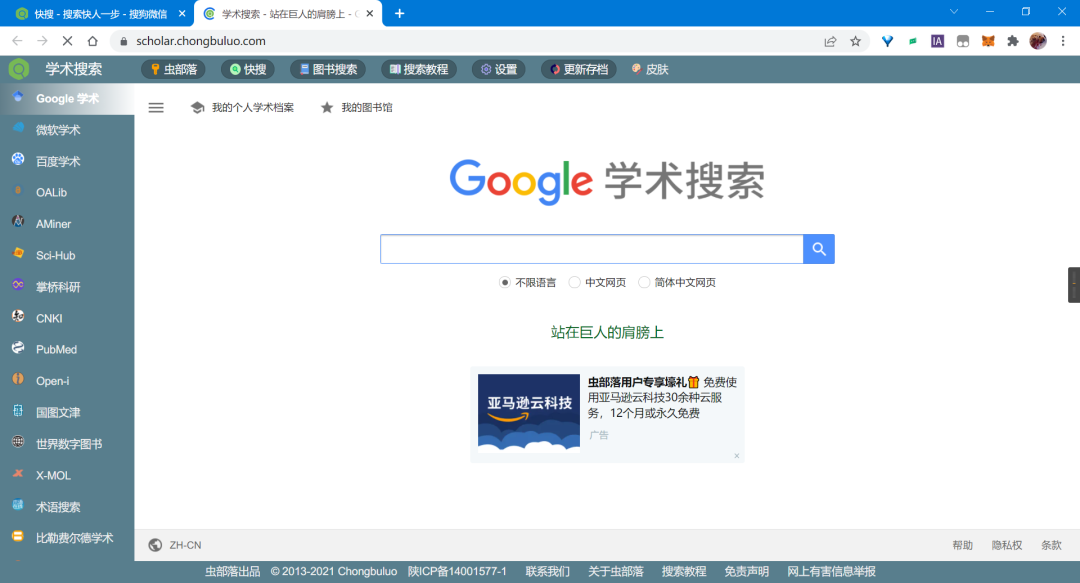 快搜 - 搜索快人一步 - 搜狗微信
学术搜索 - 站在巨人的肩膀上 -
scholar.chongbuluo.com
IA
学术搜索
虫部落
快搜
图书搜索
搜索教程
设置
更新存档
皮肤
Google 学术
微软学术
百度学术
OALib
AMiner
Sci-Hub
掌桥科研
CNKI
PubMed
Open-i
国图文津
世界数字图书
X-MOL
术语搜索
比勒费尔德学术
我的个人学术档案
我的图书馆
Google 学术搜索
不限语言
中文网页
简体中文网页
站在巨人的肩膀上
亚马逊云科技
虫部落用户专享壕礼🎁 免费使
用亚马逊云科技30余种云服
务，12个月或永久免费
广告
ZH-CN
帮助
隐私权
条款
虫部落出品
© 2013-2021 Chongbuluo
陕ICP备14001577-1
联系我们
关于虫部落
搜索教程
免责声明
网上有害信息举报